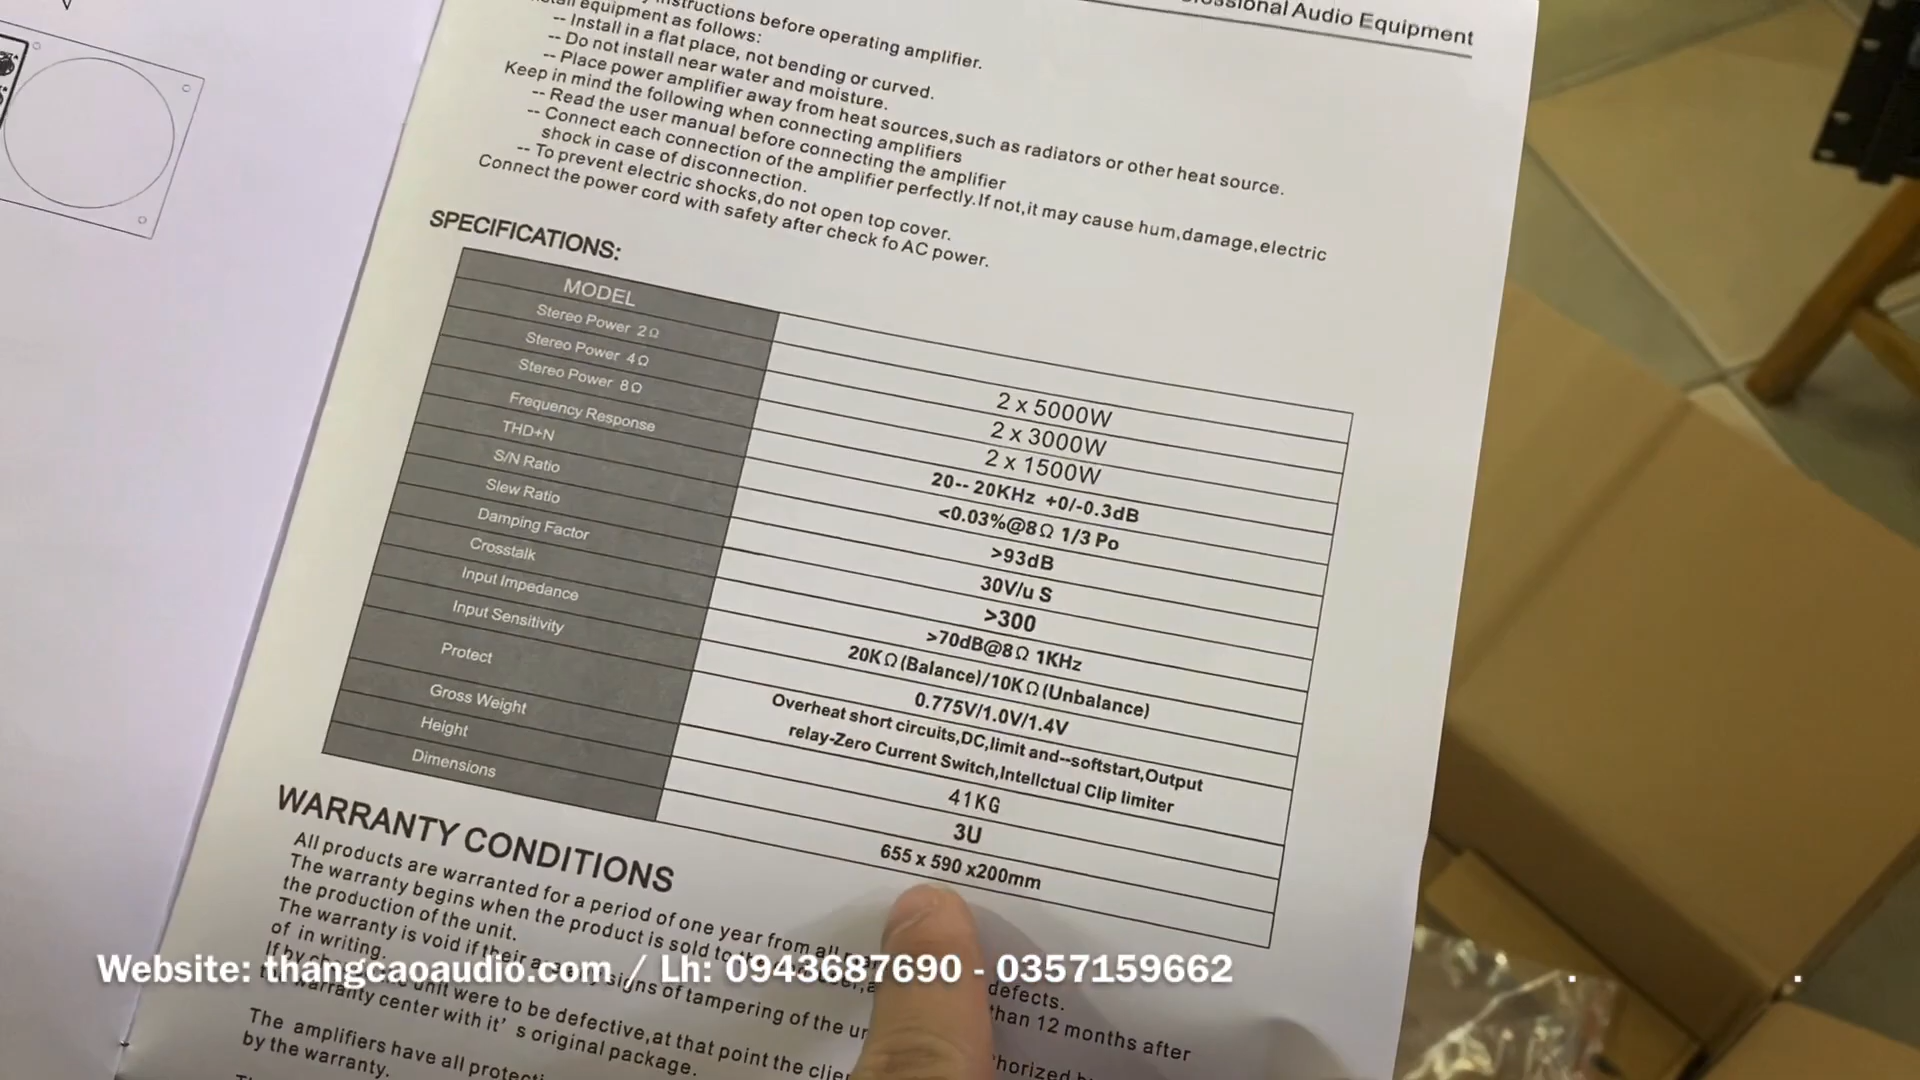 Audio Equipment
instructions before operating amplifier.
equipment as follows:
-- Install in a flat place, not bending or curved.
-- Do not install near water and moisture.
-- Place power amplifier away from heat sources,such as radiators or other heat source.
Keep in mind the following when connecting amplifiers
-- Read the user manual before connecting the amplifier
-- Connect each connection of the amplifier perfectly.If not,it may cause hum,damage,electric
shock in case of disconnection.
-- To prevent electric shocks,do not open top cover.
Connect the power cord with safety after check fo AC power.
SPECIFICATIONS:
MODEL
Stereo Power 2Ω 2 x 5000W
Stereo Power 4Ω 2 x 3000W
Stereo Power 8Ω 2 x 1500W
Frequency Response 20-- 20KHz +0/-0.3dB
THD+N <0.03%@8Ω 1/3 Po
S/N Ratio >93dB
Slew Ratio 30V/u S
Damping Factor >300
Crosstalk >70dB@8Ω 1KHz
Input Impedance 20KΩ(Balance)/10KΩ(Unbalance)
Input Sensitivity 0.775V/1.0V/1.4V
Protect Overheat short circuits,DC,limit and--softstart,Output
relay-Zero Current Switch,Intellctual Clip limiter
Gross Weight 41KG
Height 3U
Dimensions 655 x 590 x200mm
WARRANTY CONDITIONS
All products are warranted for a period of one year from all defects.
The warranty begins when the product is sold to than 12 months after
the production of the unit.
The warranty is void if their signs of tampering of the
of in writing.
If by unit were to be defective,at that point the
warranty center with it's original package.
The amplifiers have all
by the warranty.
Website: thangcaoaudio.com / Lh: 0943687690 - 0357159662